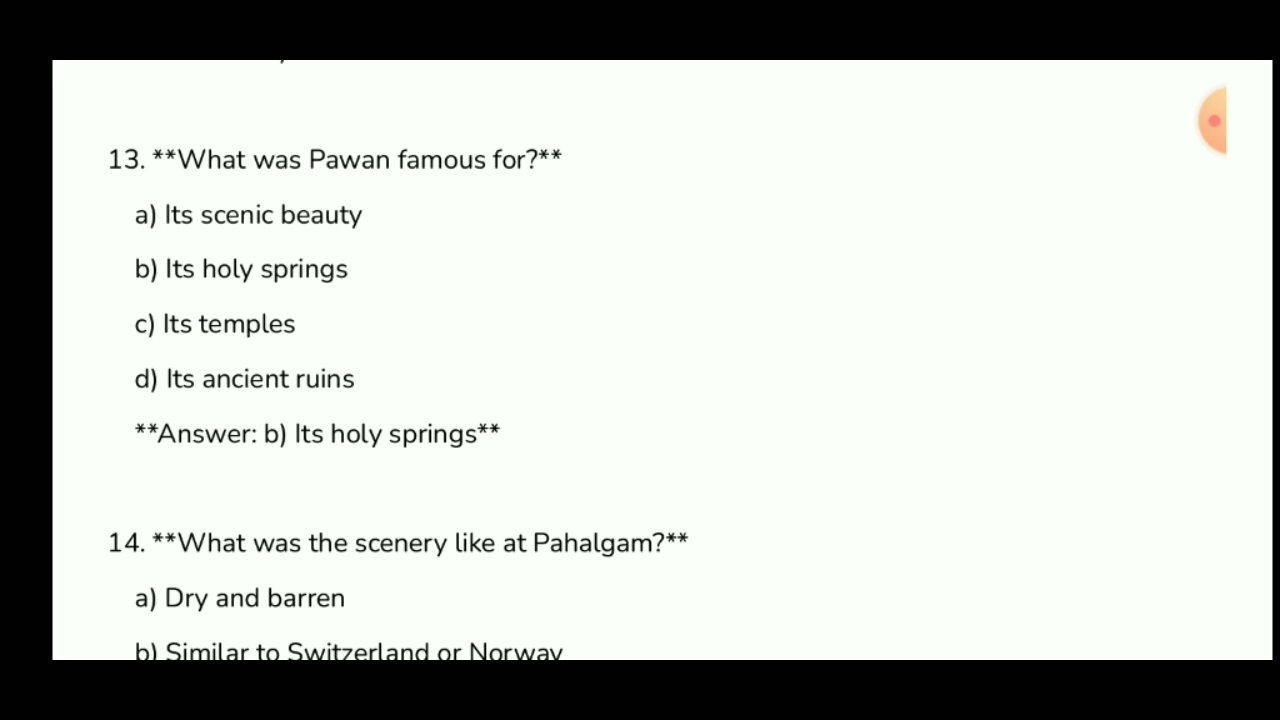 13. **What was Pawan famous for?**
a) Its scenic beauty
b) Its holy springs
c) Its temples
d) Its ancient ruins
**Answer: b) Its holy springs**
14. **What was the scenery like at Pahalgam?**
a) Dry and barren
b) Similar to Switzerland or Norway